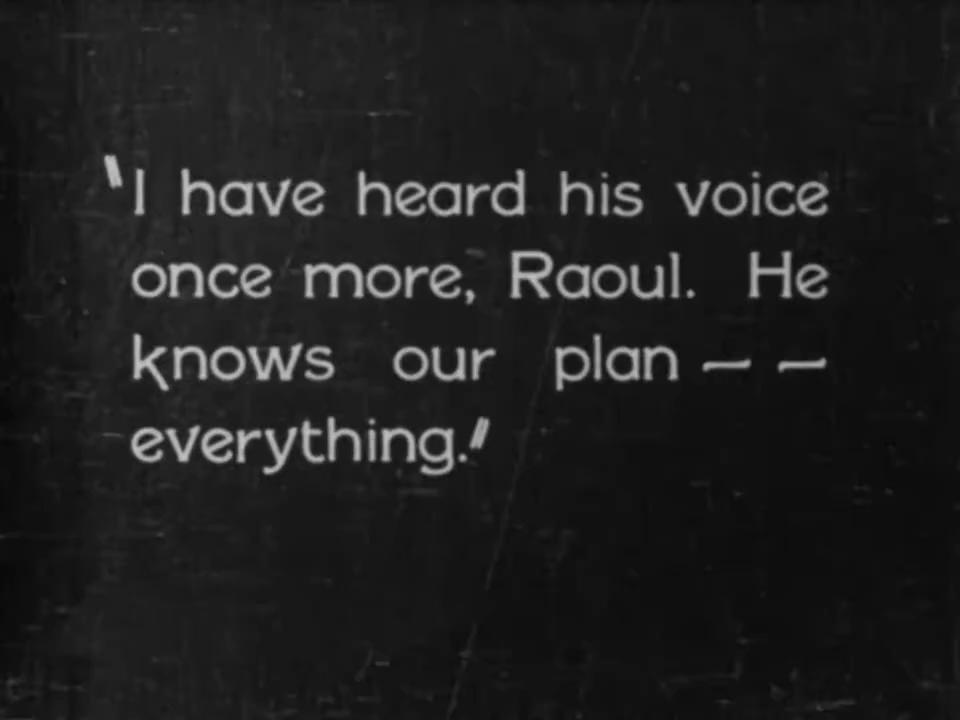 "I have heard his voice
once more, Raoul. He
knows our plan — —
everything."